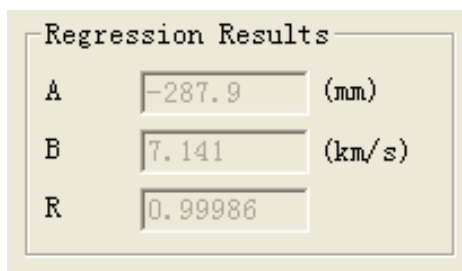 Regression Results
A -287.9 (mm)
B 7.141 (km/s)
R 0.99986